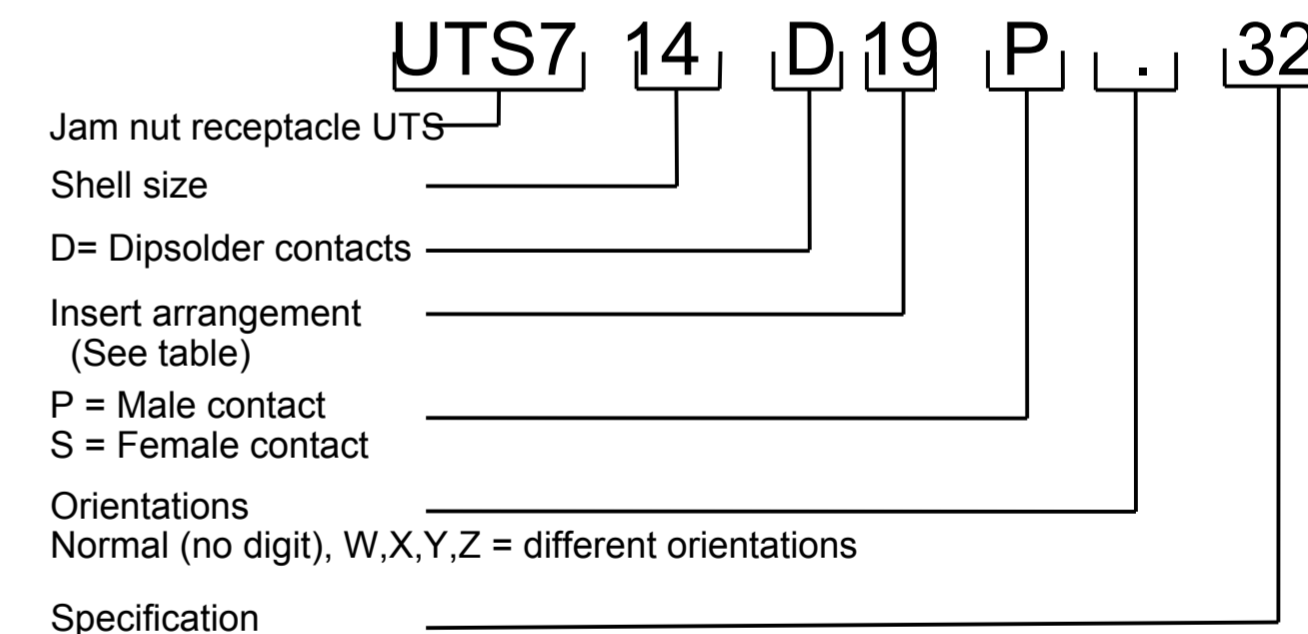 UTS7 14 D 19 P . 32
Jam nut receptacle UTS
Shell size
D= Dipsolder contacts
Insert arrangement
(See table)
P = Male contact
S = Female contact
Orientations
Normal (no digit), W,X,Y,Z = different orientations
Specification